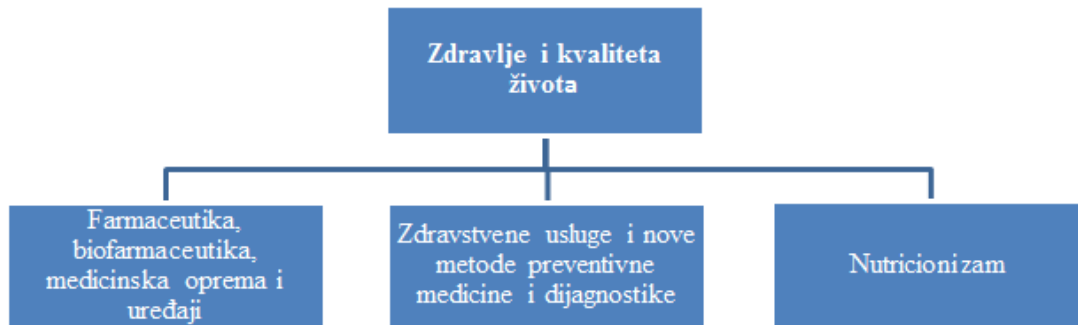 Zdravlje i kvaliteta
života
Farmaceutika,
biofarmaceutika,
medicinska oprema i
uređaji
Zdravstvene usluge i nove
metode preventivne
medicine i dijagnostike
Nutricionizam